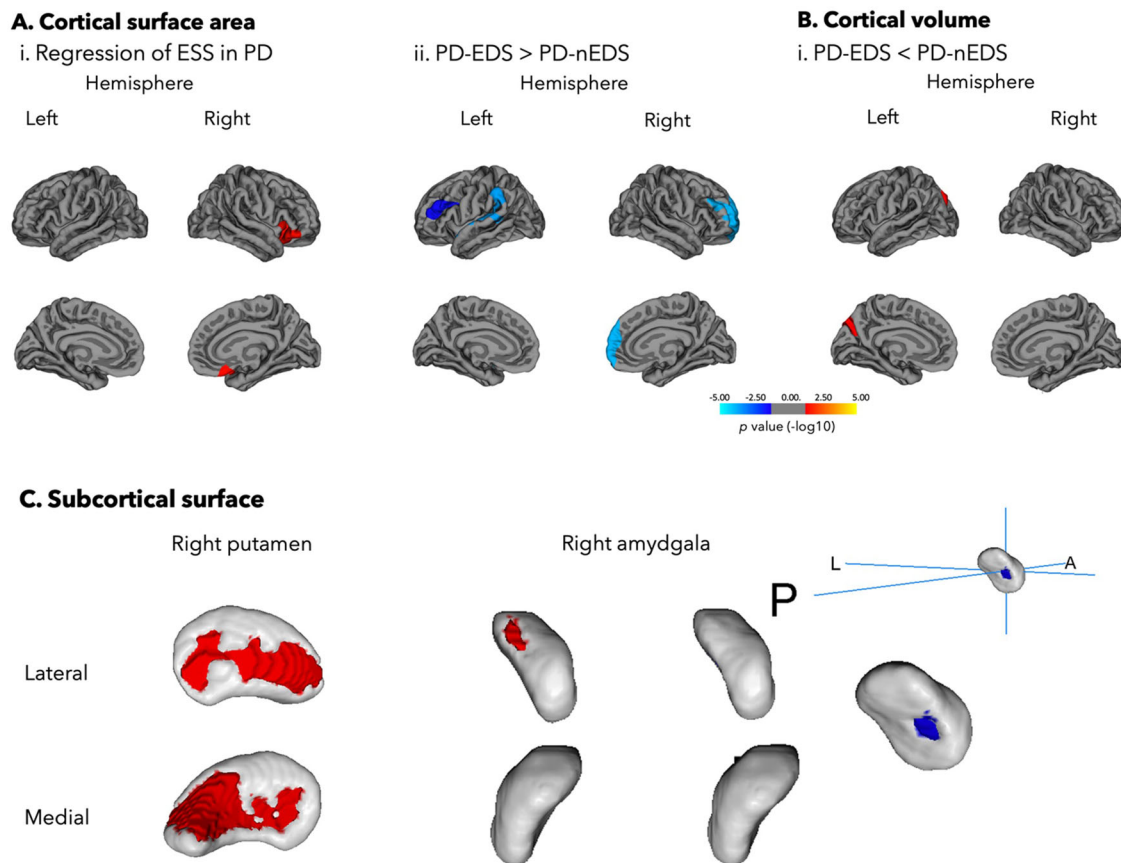 A. Cortical surface area
i. Regression of ESS in PD
Hemisphere
Left
Right
ii. PD-EDS > PD-nEDS
Hemisphere
Left
Right
B. Cortical volume
i. PD-EDS < PD-nEDS
Hemisphere
Left
Right
-5.00 -2.50 0.00. 2.50 5.00
p value (-log10)
C. Subcortical surface
Right putamen
Right amydgala
L
A
P
Lateral
Medial